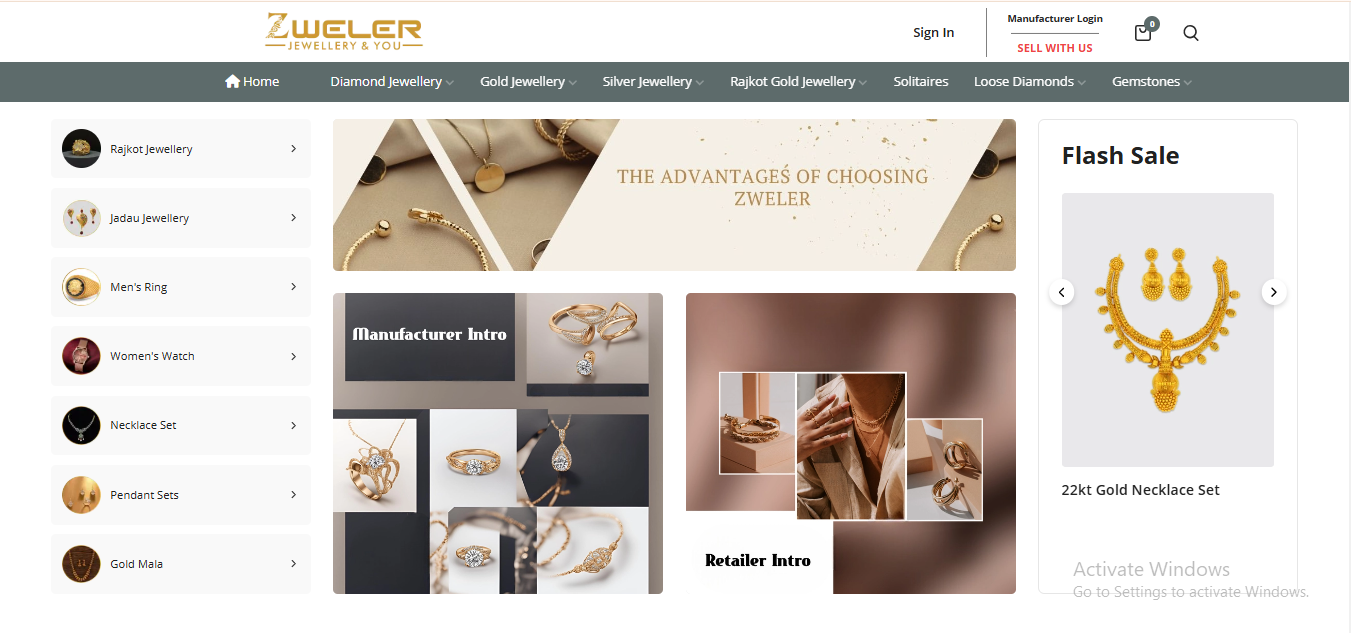 ZWELER
JEWELLERY & YOU
Sign In
Manufacturer Login
SELL WITH US
0
Home
Diamond Jewellery
Gold Jewellery
Silver Jewellery
Rajkot Gold Jewellery
Solitaires
Loose Diamonds
Gemstones
Rajkot Jewellery
Jadau Jewellery
Men's Ring
Women's Watch
Necklace Set
Pendant Sets
Gold Mala
THE ADVANTAGES OF CHOOSING
ZWELER
Manufacturer Intro
Retailer Intro
Flash Sale
22kt Gold Necklace Set
Activate Windows
Go to Settings to activate Windows.